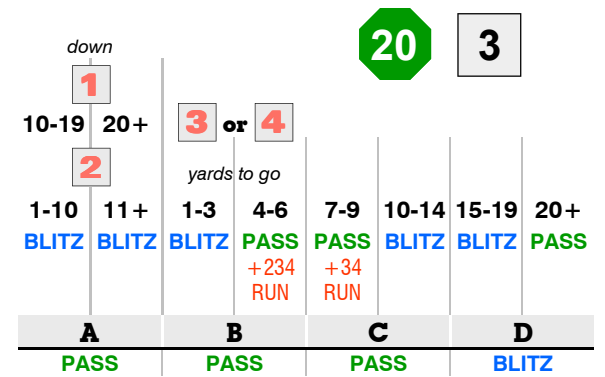 20 3
down
1
10-19 20+ 3 or 4
2 yards to go
1-10 11+ 1-3 4-6 7-9 10-14 15-19 20+
BLITZ BLITZ BLITZ PASS PASS BLITZ BLITZ PASS
+234 +34
RUN RUN
A B C D
PASS PASS PASS BLITZ